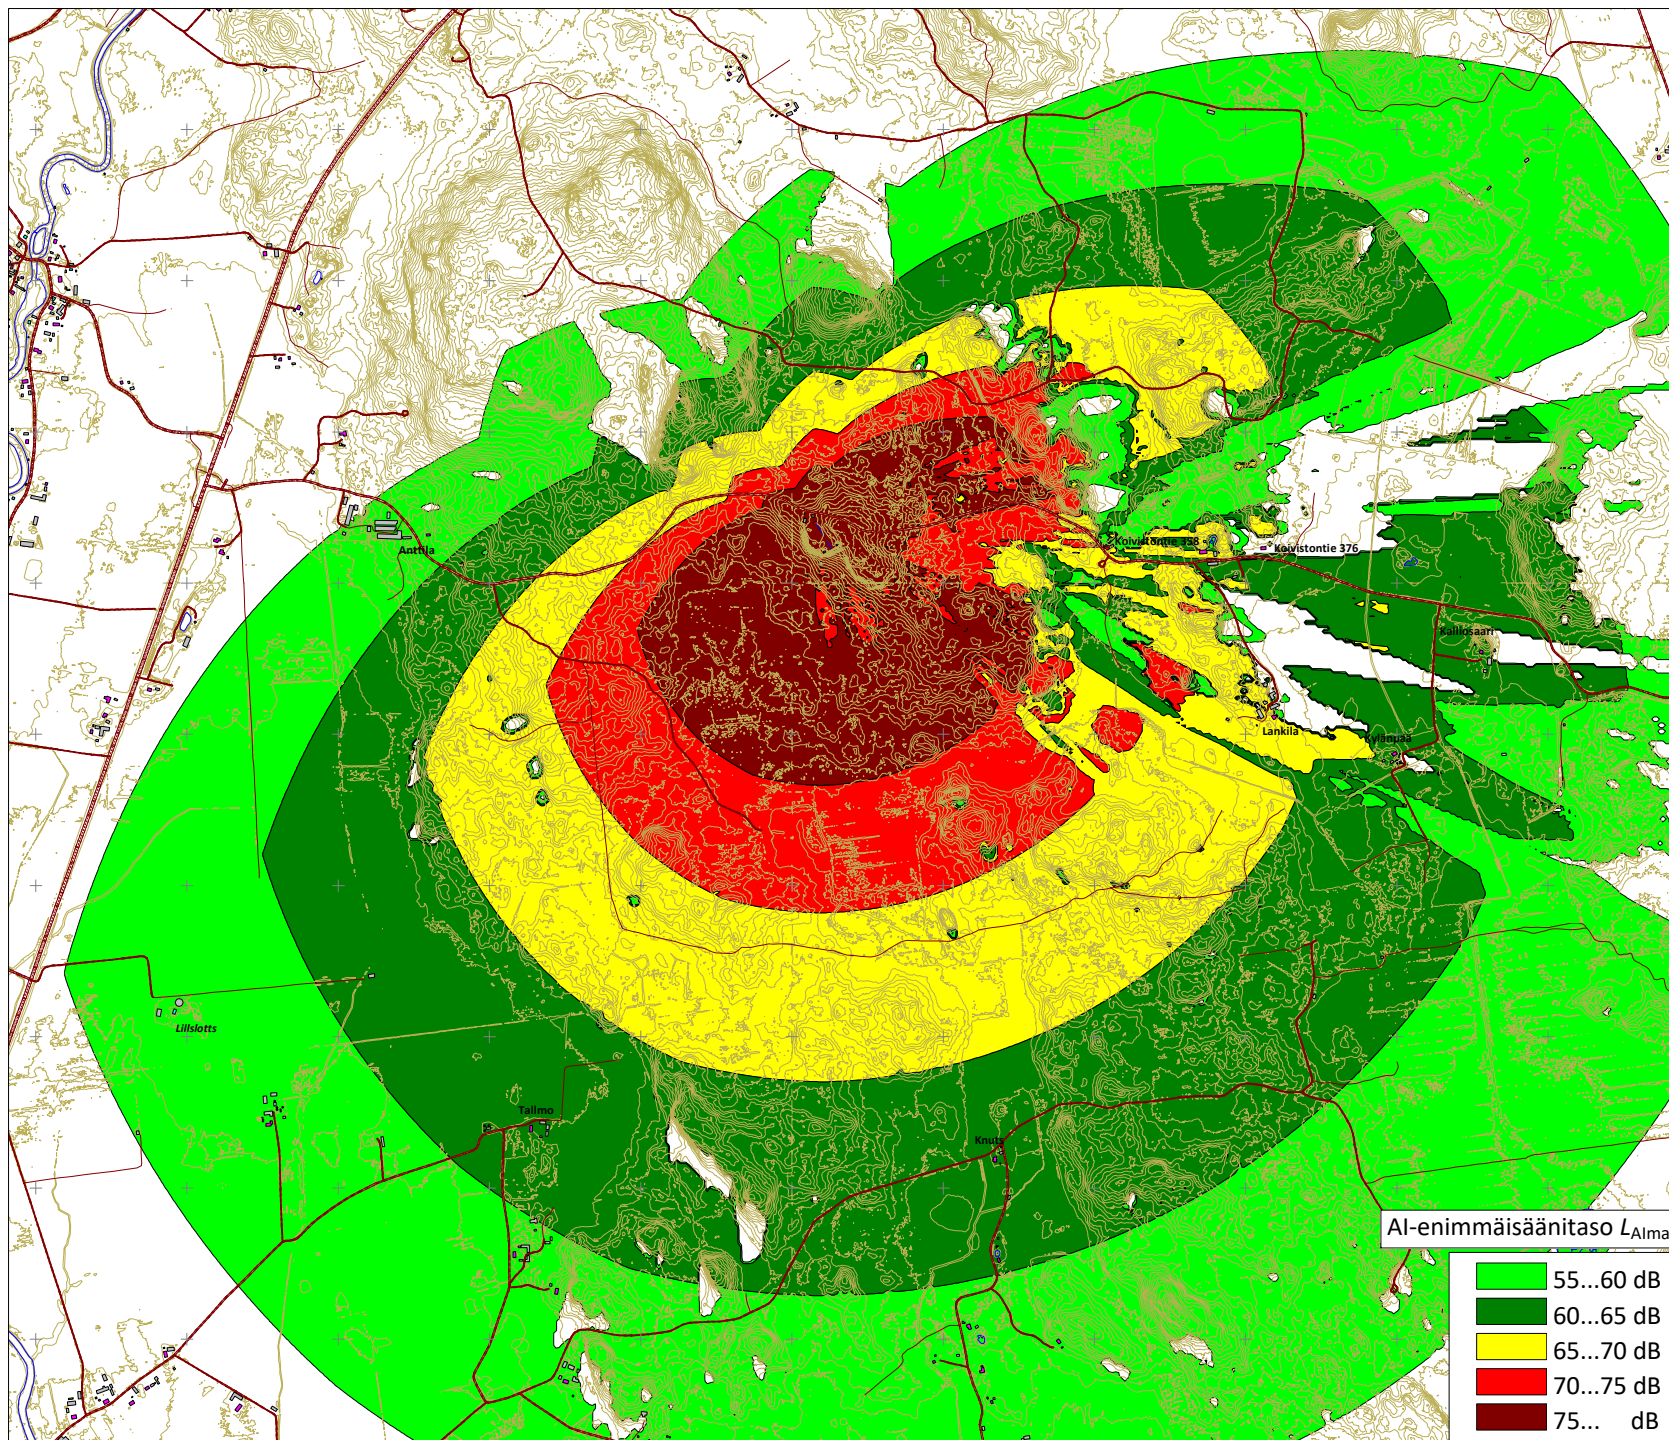 Anttila
Koivistontie 358
Koivistontie 376
Kalliosaari
Lankila
Kylänpää
Lillslotts
Tallmo
Knuts
AI-enimmäisäänitaso LAIma
55...60 dB
60...65 dB
65...70 dB
70...75 dB
75... dB